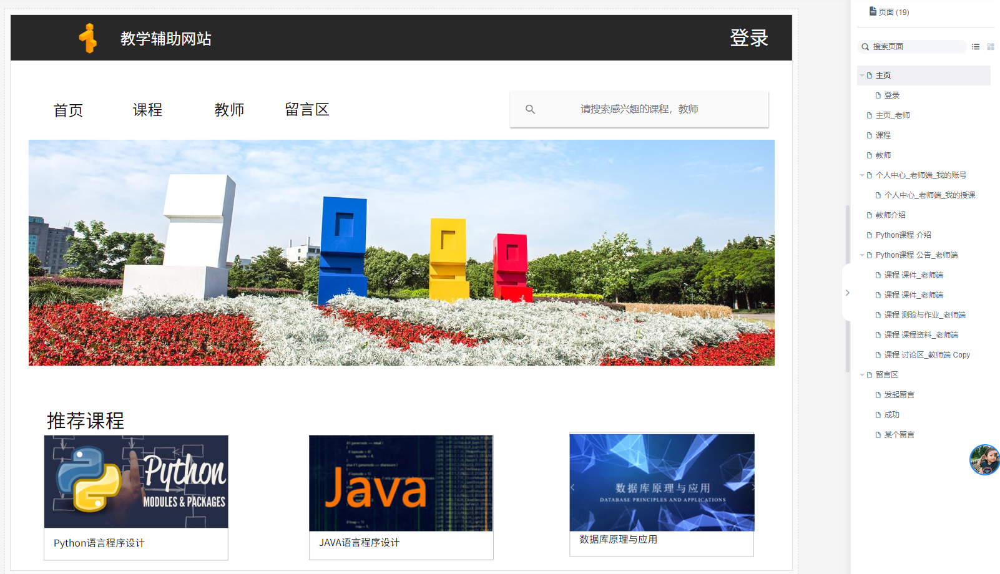 教学辅助网站
登录
首页
课程
教师
留言区
请搜索感兴趣的课程，教师
推荐课程
Python
MODULES & PACKAGES
Python语言程序设计
Java
JAVA语言程序设计
数据库原理与应用
DATABASE PRINCIPLES AND APPLICATIONS
数据库原理与应用
页面 (19)
搜索页面
主页
登录
主页_老师
课程
教师
个人中心_老师端_我的账号
个人中心_老师端_我的授课
教师介绍
Python课程 介绍
Python课程 公告_老师端
课程 课件_老师端
课程 课件_老师端
课程 测验与作业_老师端
课程 课程资料_老师端
课程 讨论区_教师端 Copy
留言区
发起留言
成功
某个留言